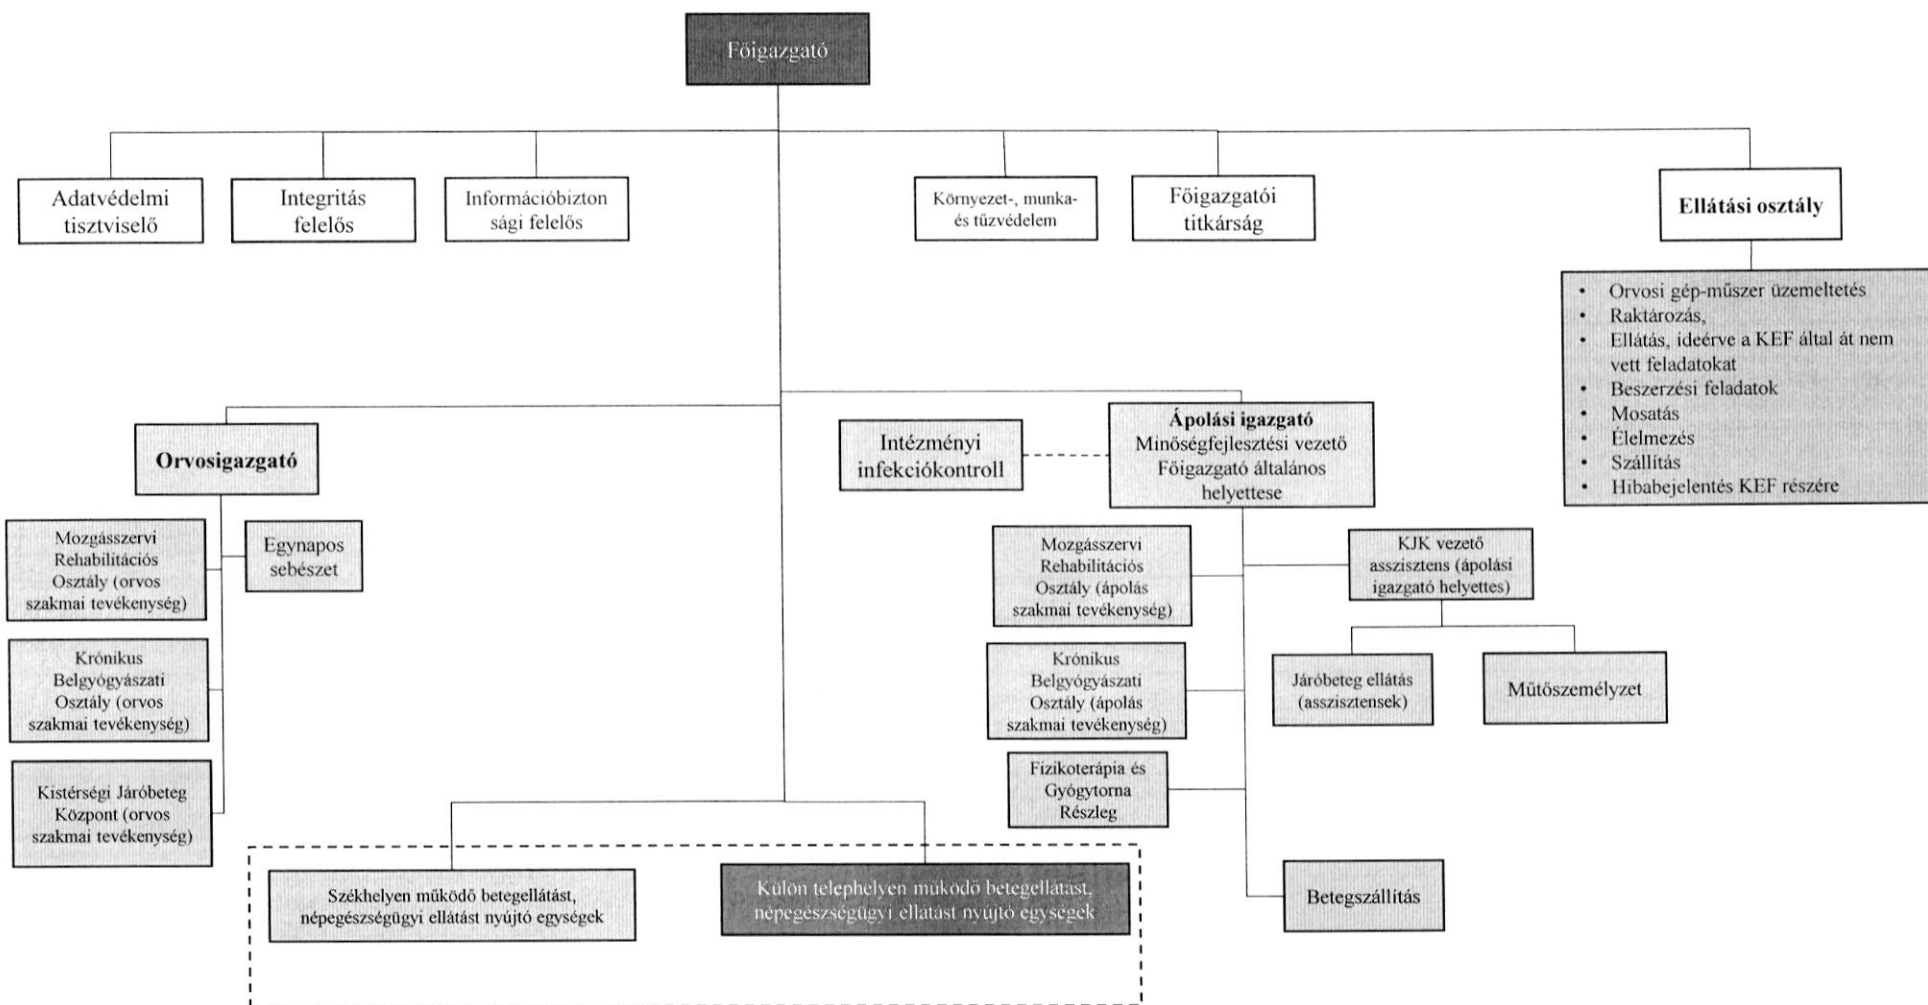 Főigazgató
Adatvédelmi
tisztviselő
Integritás
felelős
Információbizton
sági felelős
Környezet-, munka-
és tűzvédelem
Főigazgatói
titkárság
Ellátási osztály
• Orvosi gép-műszer üzemeltetés
• Raktározás,
• Ellátás, ideérve a KEF által át nem
vett feladatokat
• Beszerzési feladatok
• Mosatás
• Élelmezés
• Szállítás
• Hibabejelentés KEF részére
Orvosigazgató
Mozgásszervi
Rehabilitációs
Osztály (orvos
szakmai tevékenység)
Egynapos
sebészet
Krónikus
Belgyógyászati
Osztály (orvos
szakmai tevékenység)
Kistérségi Járóbeteg
Központ (orvos
szakmai tevékenység)
Intézményi
infekciókontroll
Ápolási igazgató
Minőségfejlesztési vezető
Főigazgató általános
helyettese
Mozgásszervi
Rehabilitációs
Osztály (ápolás
szakmai tevékenység)
KJK vezető
asszisztens (ápolási
igazgató helyettes)
Krónikus
Belgyógyászati
Osztály (ápolás
szakmai tevékenység)
Járóbeteg ellátás
(asszisztensek)
Műtőszemélyzet
Fizikoterápia és
Gyógytorna
Részleg
Betegszállítás
Székhelyen működő betegellátást,
népegészségügyi ellátást nyújtó egységek
Külön telephelyen működő betegellátást,
népegészségügyi ellátást nyújtó egységek